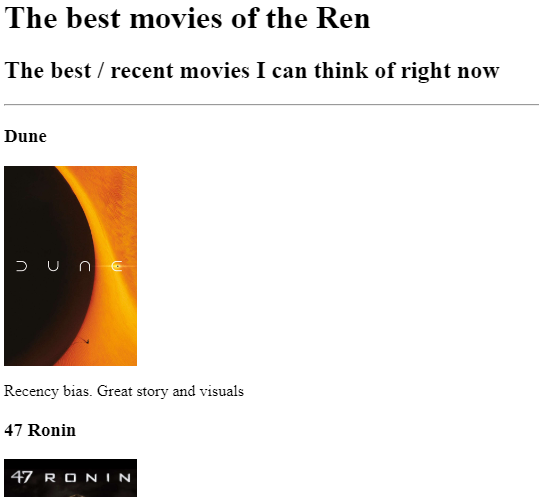 The best movies of the Ren
The best / recent movies I can think of right now
Dune
DUNE
Recency bias. Great story and visuals
47 Ronin
47 RONIN